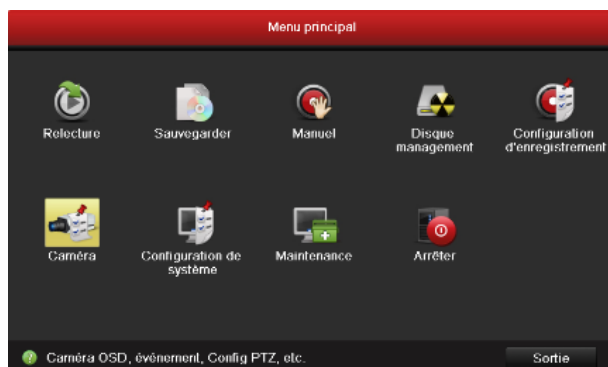 Menu principal
Relecture
Sauvegarder
Manuel
Disque
management
Configuration
d'enregistrement
Caméra
Configuration de
système
Maintenance
Arrêter
Caméra OSD, événement, Config PTZ, etc.
Sortie